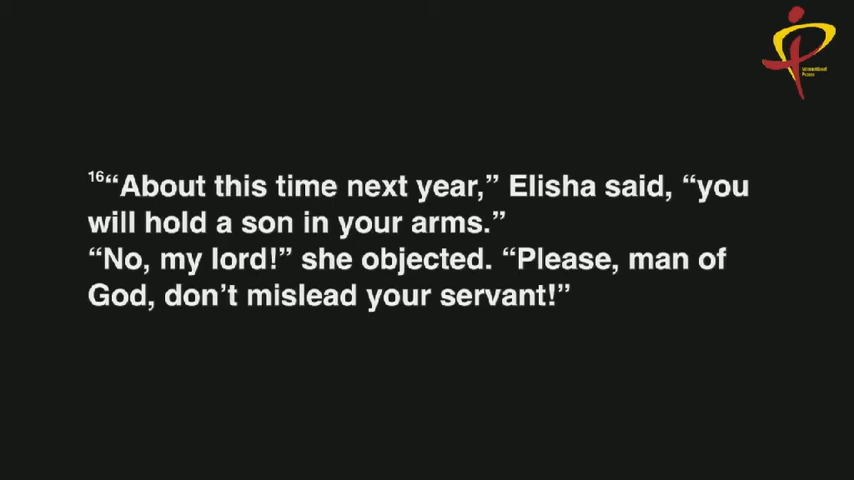 ¹⁶“About this time next year,” Elisha said, “you
will hold a son in your arms.”
“No, my lord!” she objected. “Please, man of
God, don’t mislead your servant!”
International